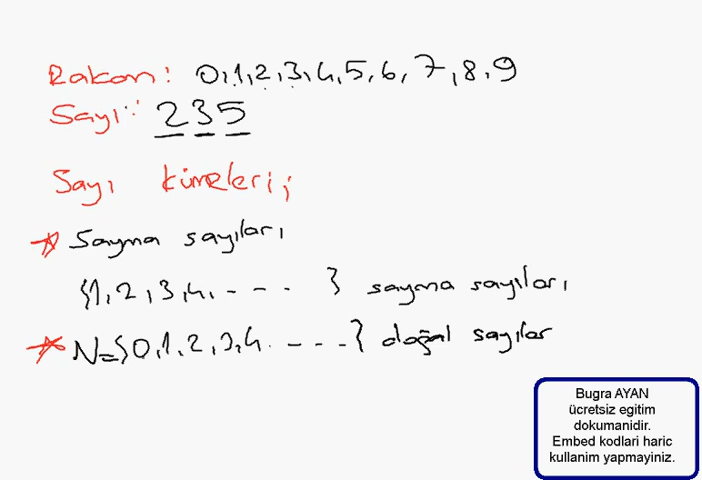 Rakam: 0,1,2,3,4,5,6,7,8,9
Sayı: 235
Sayı kümeleri;
Sayma sayıları
{1,2,3,4,---- } sayma sayıları
N={0,1,2,3,4. ---.} doğal sayılar
Bugra AYAN
ücretsiz egitim
dokumanidir.
Embed kodlari haric
kullanim yapmayiniz.